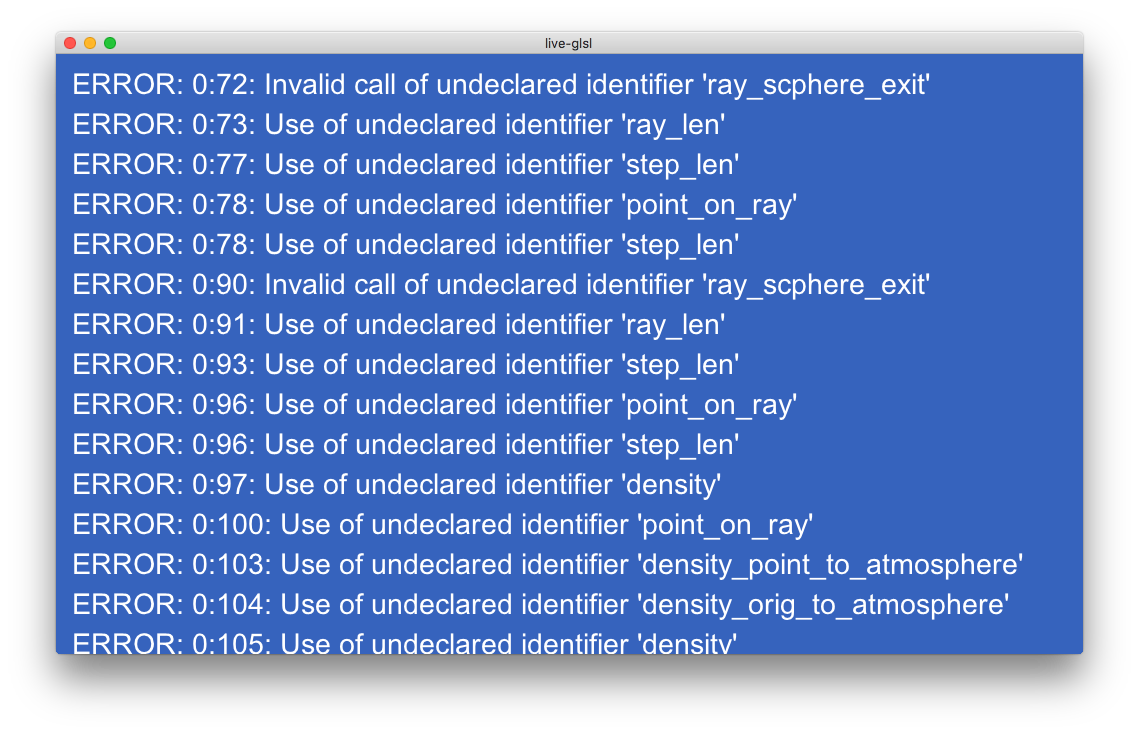 live-glsl
ERROR: 0:72: Invalid call of undeclared identifier 'ray_scphere_exit'
ERROR: 0:73: Use of undeclared identifier 'ray_len'
ERROR: 0:77: Use of undeclared identifier 'step_len'
ERROR: 0:78: Use of undeclared identifier 'point_on_ray'
ERROR: 0:78: Use of undeclared identifier 'step_len'
ERROR: 0:90: Invalid call of undeclared identifier 'ray_scphere_exit'
ERROR: 0:91: Use of undeclared identifier 'ray_len'
ERROR: 0:93: Use of undeclared identifier 'step_len'
ERROR: 0:96: Use of undeclared identifier 'point_on_ray'
ERROR: 0:96: Use of undeclared identifier 'step_len'
ERROR: 0:97: Use of undeclared identifier 'density'
ERROR: 0:100: Use of undeclared identifier 'point_on_ray'
ERROR: 0:103: Use of undeclared identifier 'density_point_to_atmosphere'
ERROR: 0:104: Use of undeclared identifier 'density_orig_to_atmosphere'
ERROR: 0:105: Use of undeclared identifier 'density'